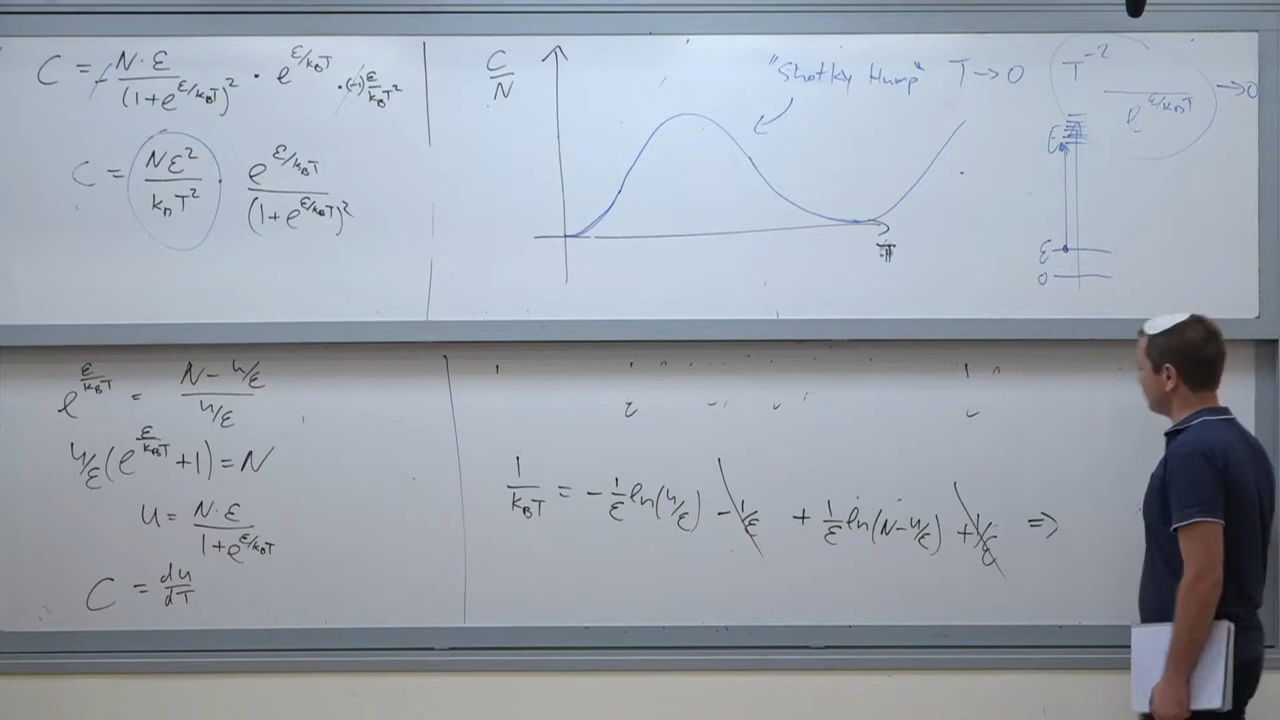 C = - N·ε / (1+e^{ε/k_BT})² · e^{ε/k_BT} · (-1) ε / k_BT²
C = Nε² / k_BT² · e^{ε/k_BT} / (1+e^{ε/k_BT})²
C/N
"Shotky Hump" T→0
T
T^{-2} / e^{ε/k_BT} →0
E
ε
0
e^{ε/k_BT} = N-u/ε / u/ε
u/ε(e^{ε/k_BT}+1)=N
u = N·ε / 1+e^{ε/k_BT}
C = du/dT
1/k_BT = -1/ε ln(u/ε) - 1/ε + 1/ε ln(N-u/ε) + 1/ε ⇒